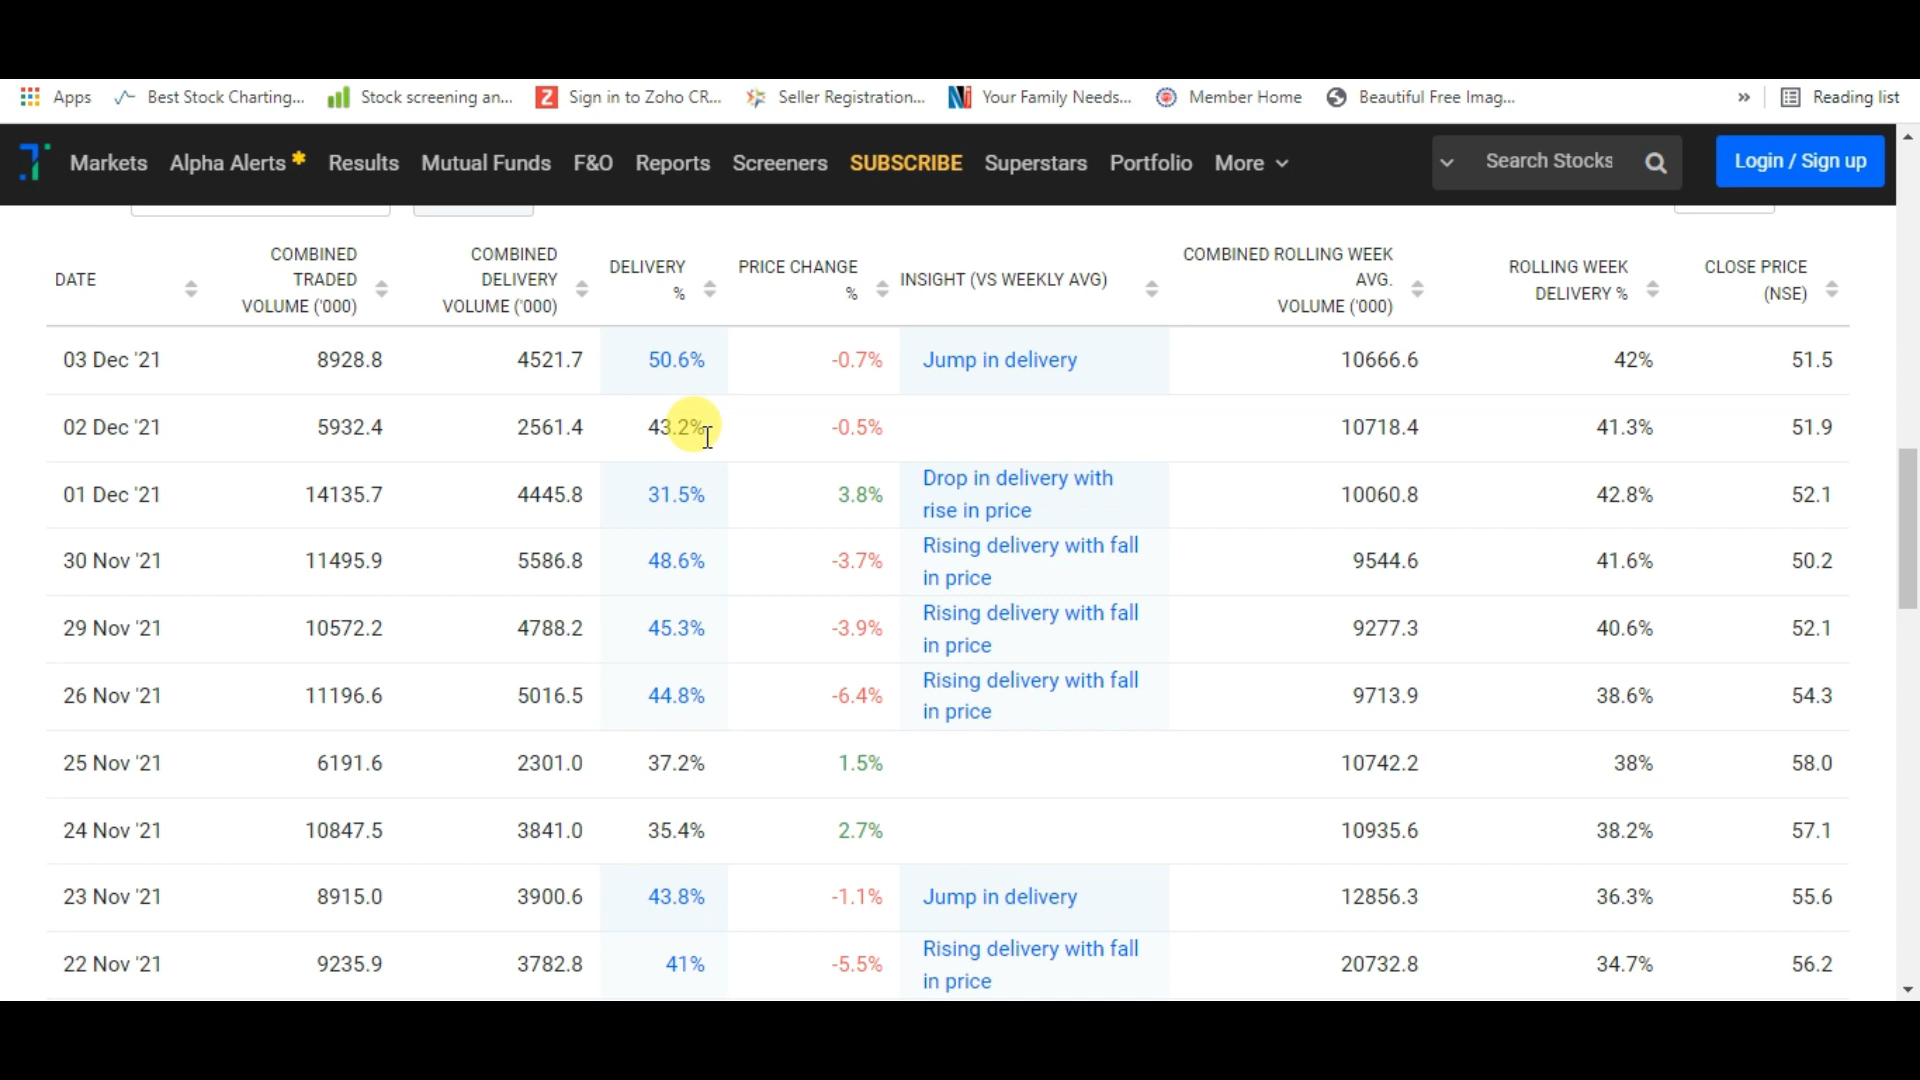 Apps Best Stock Charting... Stock screening an... Sign in to Zoho CR... Seller Registration... Your Family Needs... Member Home Beautiful Free Imag... » Reading list
Markets Alpha Alerts * Results Mutual Funds F&O Reports Screeners SUBSCRIBE Superstars Portfolio More Search Stocks Login / Sign up
DATE COMBINED TRADED VOLUME ('000) COMBINED DELIVERY VOLUME ('000) DELIVERY % PRICE CHANGE % INSIGHT (VS WEEKLY AVG) COMBINED ROLLING WEEK AVG. VOLUME ('000) ROLLING WEEK DELIVERY % CLOSE PRICE (NSE)
03 Dec '21 8928.8 4521.7 50.6% -0.7% Jump in delivery 10666.6 42% 51.5
02 Dec '21 5932.4 2561.4 43.2% -0.5% 10718.4 41.3% 51.9
01 Dec '21 14135.7 4445.8 31.5% 3.8% Drop in delivery with rise in price 10060.8 42.8% 52.1
30 Nov '21 11495.9 5586.8 48.6% -3.7% Rising delivery with fall in price 9544.6 41.6% 50.2
29 Nov '21 10572.2 4788.2 45.3% -3.9% Rising delivery with fall in price 9277.3 40.6% 52.1
26 Nov '21 11196.6 5016.5 44.8% -6.4% Rising delivery with fall in price 9713.9 38.6% 54.3
25 Nov '21 6191.6 2301.0 37.2% 1.5% 10742.2 38% 58.0
24 Nov '21 10847.5 3841.0 35.4% 2.7% 10935.6 38.2% 57.1
23 Nov '21 8915.0 3900.6 43.8% -1.1% Jump in delivery 12856.3 36.3% 55.6
22 Nov '21 9235.9 3782.8 41% -5.5% Rising delivery with fall in price 20732.8 34.7% 56.2